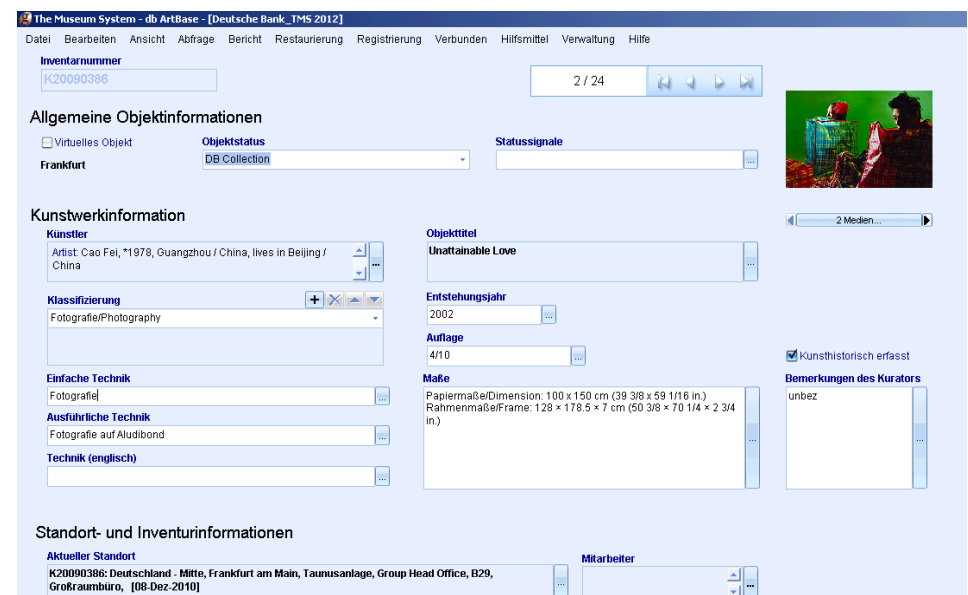 The Museum System - db ArtBase - [Deutsche Bank_TMS 2012]
Datei Bearbeiten Ansicht Abfrage Bericht Restaurierung Registrierung Verbunden Hilfsmittel Verwaltung Hilfe
Inventarnummer
K20090386
2 / 24
Allgemeine Objektinformationen
Virtuelles Objekt
Objektstatus
Statussignale
DB Collection
...
Frankfurt
2 Medien...
Kunstwerkinformation
Künstler
Artist: Cao Fei, *1978, Guangzhou / China, lives in Beijing /
China
...
Objekttitel
Unattainable Love
...
Klassifizierung
Fotografie/Photography
Entstehungsjahr
2002
...
Auflage
4/10
...
Kunsthistorisch erfasst
Einfache Technik
Fotografie
...
Ausführliche Technik
Fotografie auf Aludibond
...
Technik (englisch)
...
Maße
Papiermaße/Dimension: 100 x 150 cm (39 3/8 x 59 1/16 in.)
Rahmenmaße/Frame: 128 × 178.5 × 7 cm (50 3/8 × 70 1/4 × 2 3/4
in.)
...
Bemerkungen des Kurators
unbez
...
Standort- und Inventurinformationen
Aktueller Standort
K20090386: Deutschland - Mitte, Frankfurt am Main, Taunusanlage, Group Head Office, B29,
Großraumbüro, [08-Dez-2010]
...
Mitarbeiter
...